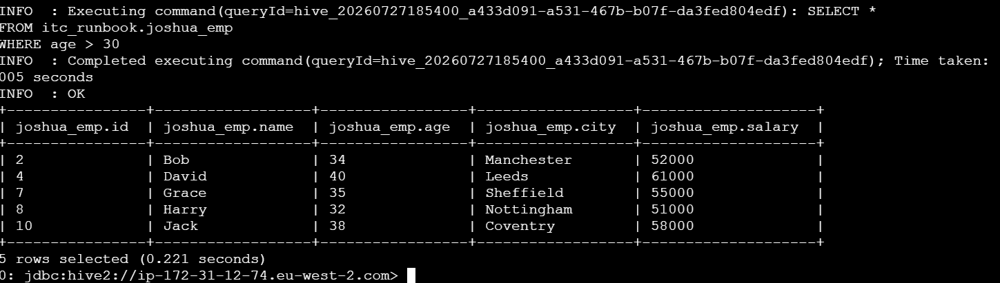 INFO  : Executing command(queryId=hive_20260727185400_a433d091-a531-467b-b07f-da3fed804edf): SELECT *
FROM itc_runbook.joshua_emp
WHERE age > 30
INFO  : Completed executing command(queryId=hive_20260727185400_a433d091-a531-467b-b07f-da3fed804edf); Time taken:
005 seconds
INFO  : OK
+----------------+------------------+-----------------+------------------+--------------------+
| joshua_emp.id  | joshua_emp.name  | joshua_emp.age  | joshua_emp.city  | joshua_emp.salary  |
+----------------+------------------+-----------------+------------------+--------------------+
| 2              | Bob              | 34              | Manchester       | 52000              |
| 4              | David            | 40              | Leeds            | 61000              |
| 7              | Grace            | 35              | Sheffield        | 55000              |
| 8              | Harry            | 32              | Nottingham       | 51000              |
| 10             | Jack             | 38              | Coventry         | 58000              |
+----------------+------------------+-----------------+------------------+--------------------+
5 rows selected (0.221 seconds)
0: jdbc:hive2://ip-172-31-12-74.eu-west-2.com>